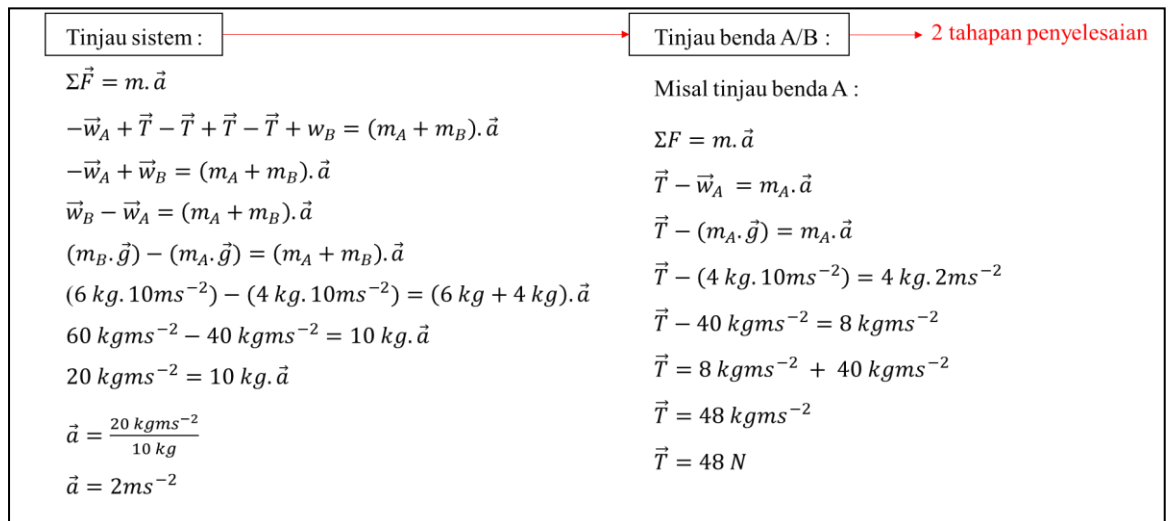 Tinjau sistem :
ΣF⃗ = m. a⃗
−w⃗_A + T⃗ − T⃗ + T⃗ − T⃗ + w_B = (m_A + m_B). a⃗
−w⃗_A + w⃗_B = (m_A + m_B). a⃗
w⃗_B − w⃗_A = (m_A + m_B). a⃗
(m_B. g⃗) − (m_A. g⃗) = (m_A + m_B). a⃗
(6 kg. 10ms⁻²) − (4 kg. 10ms⁻²) = (6 kg + 4 kg). a⃗
60 kgms⁻² − 40 kgms⁻² = 10 kg. a⃗
20 kgms⁻² = 10 kg. a⃗
a⃗ = 20 kgms⁻² / 10 kg
a⃗ = 2ms⁻²
Tinjau benda A/B :
2 tahapan penyelesaian
Misal tinjau benda A :
ΣF = m. a⃗
T⃗ − w⃗_A = m_A. a⃗
T⃗ − (m_A. g⃗) = m_A. a⃗
T⃗ − (4 kg. 10ms⁻²) = 4 kg. 2ms⁻²
T⃗ − 40 kgms⁻² = 8 kgms⁻²
T⃗ = 8 kgms⁻² + 40 kgms⁻²
T⃗ = 48 kgms⁻²
T⃗ = 48 N